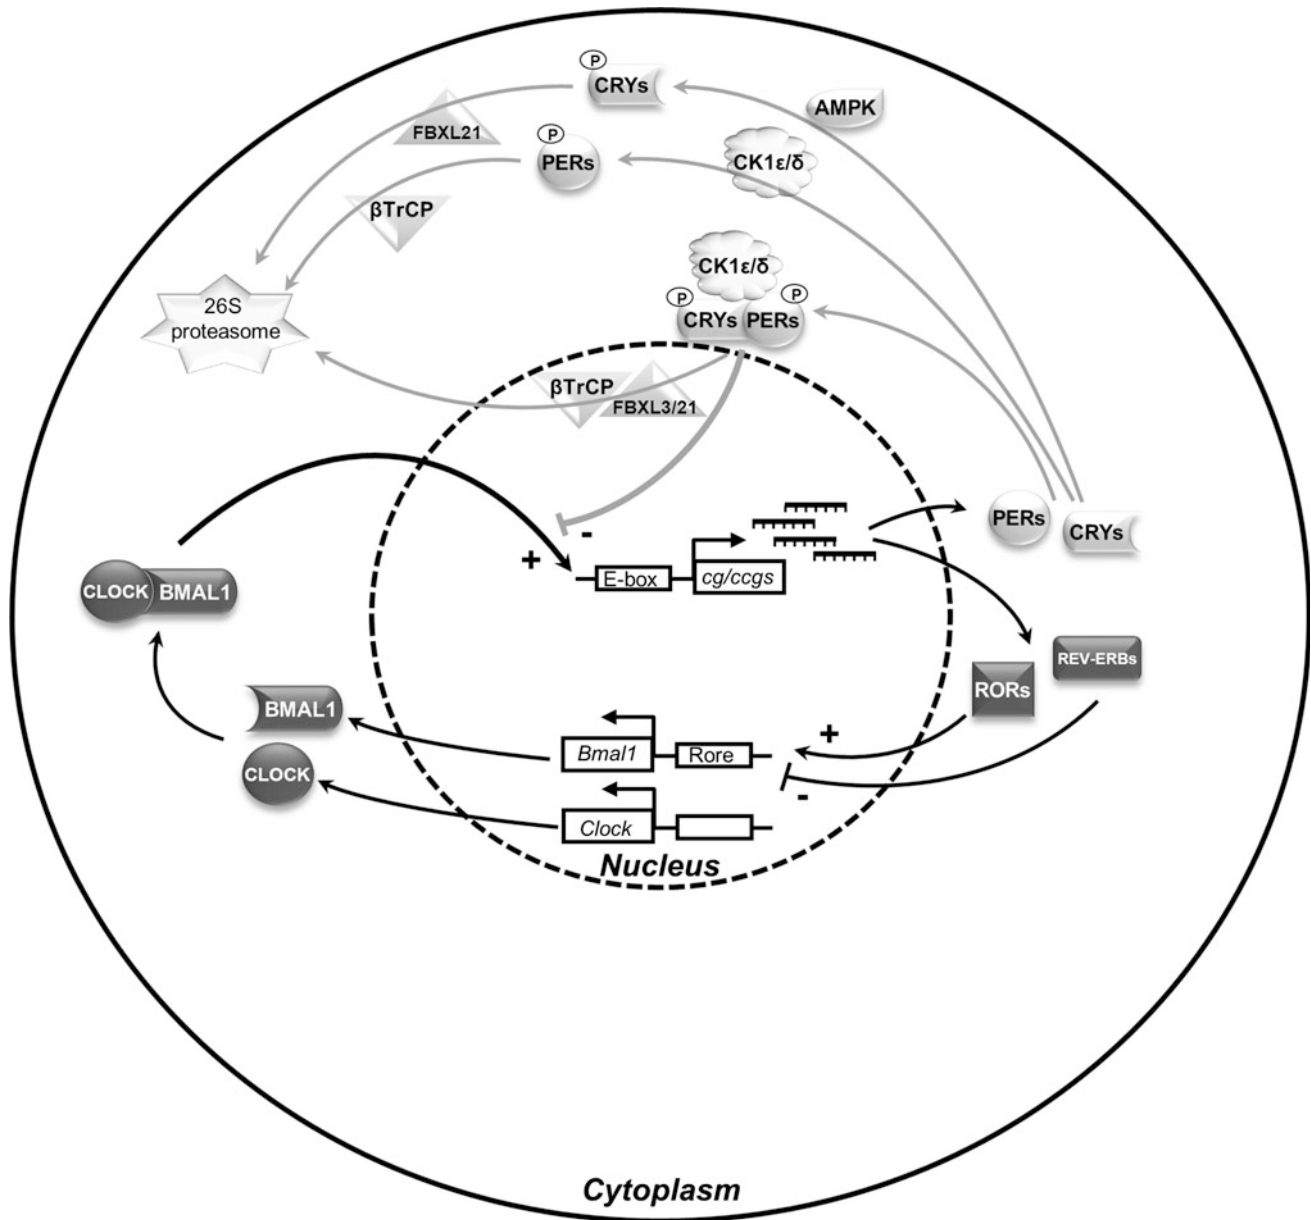 P
CRYs
AMPK
FBXL21
P
PERs
CK1ε/δ
βTrCP
CK1ε/δ
P
P
CRYs
PERs
26S
proteasome
βTrCP
FBXL3/21
-
+
E-box
cg/ccgs
PERs
CRYs
CLOCK
BMAL1
REV-ERBs
RORs
BMAL1
+
Bmal1
Rore
-
CLOCK
Clock
Nucleus
Cytoplasm